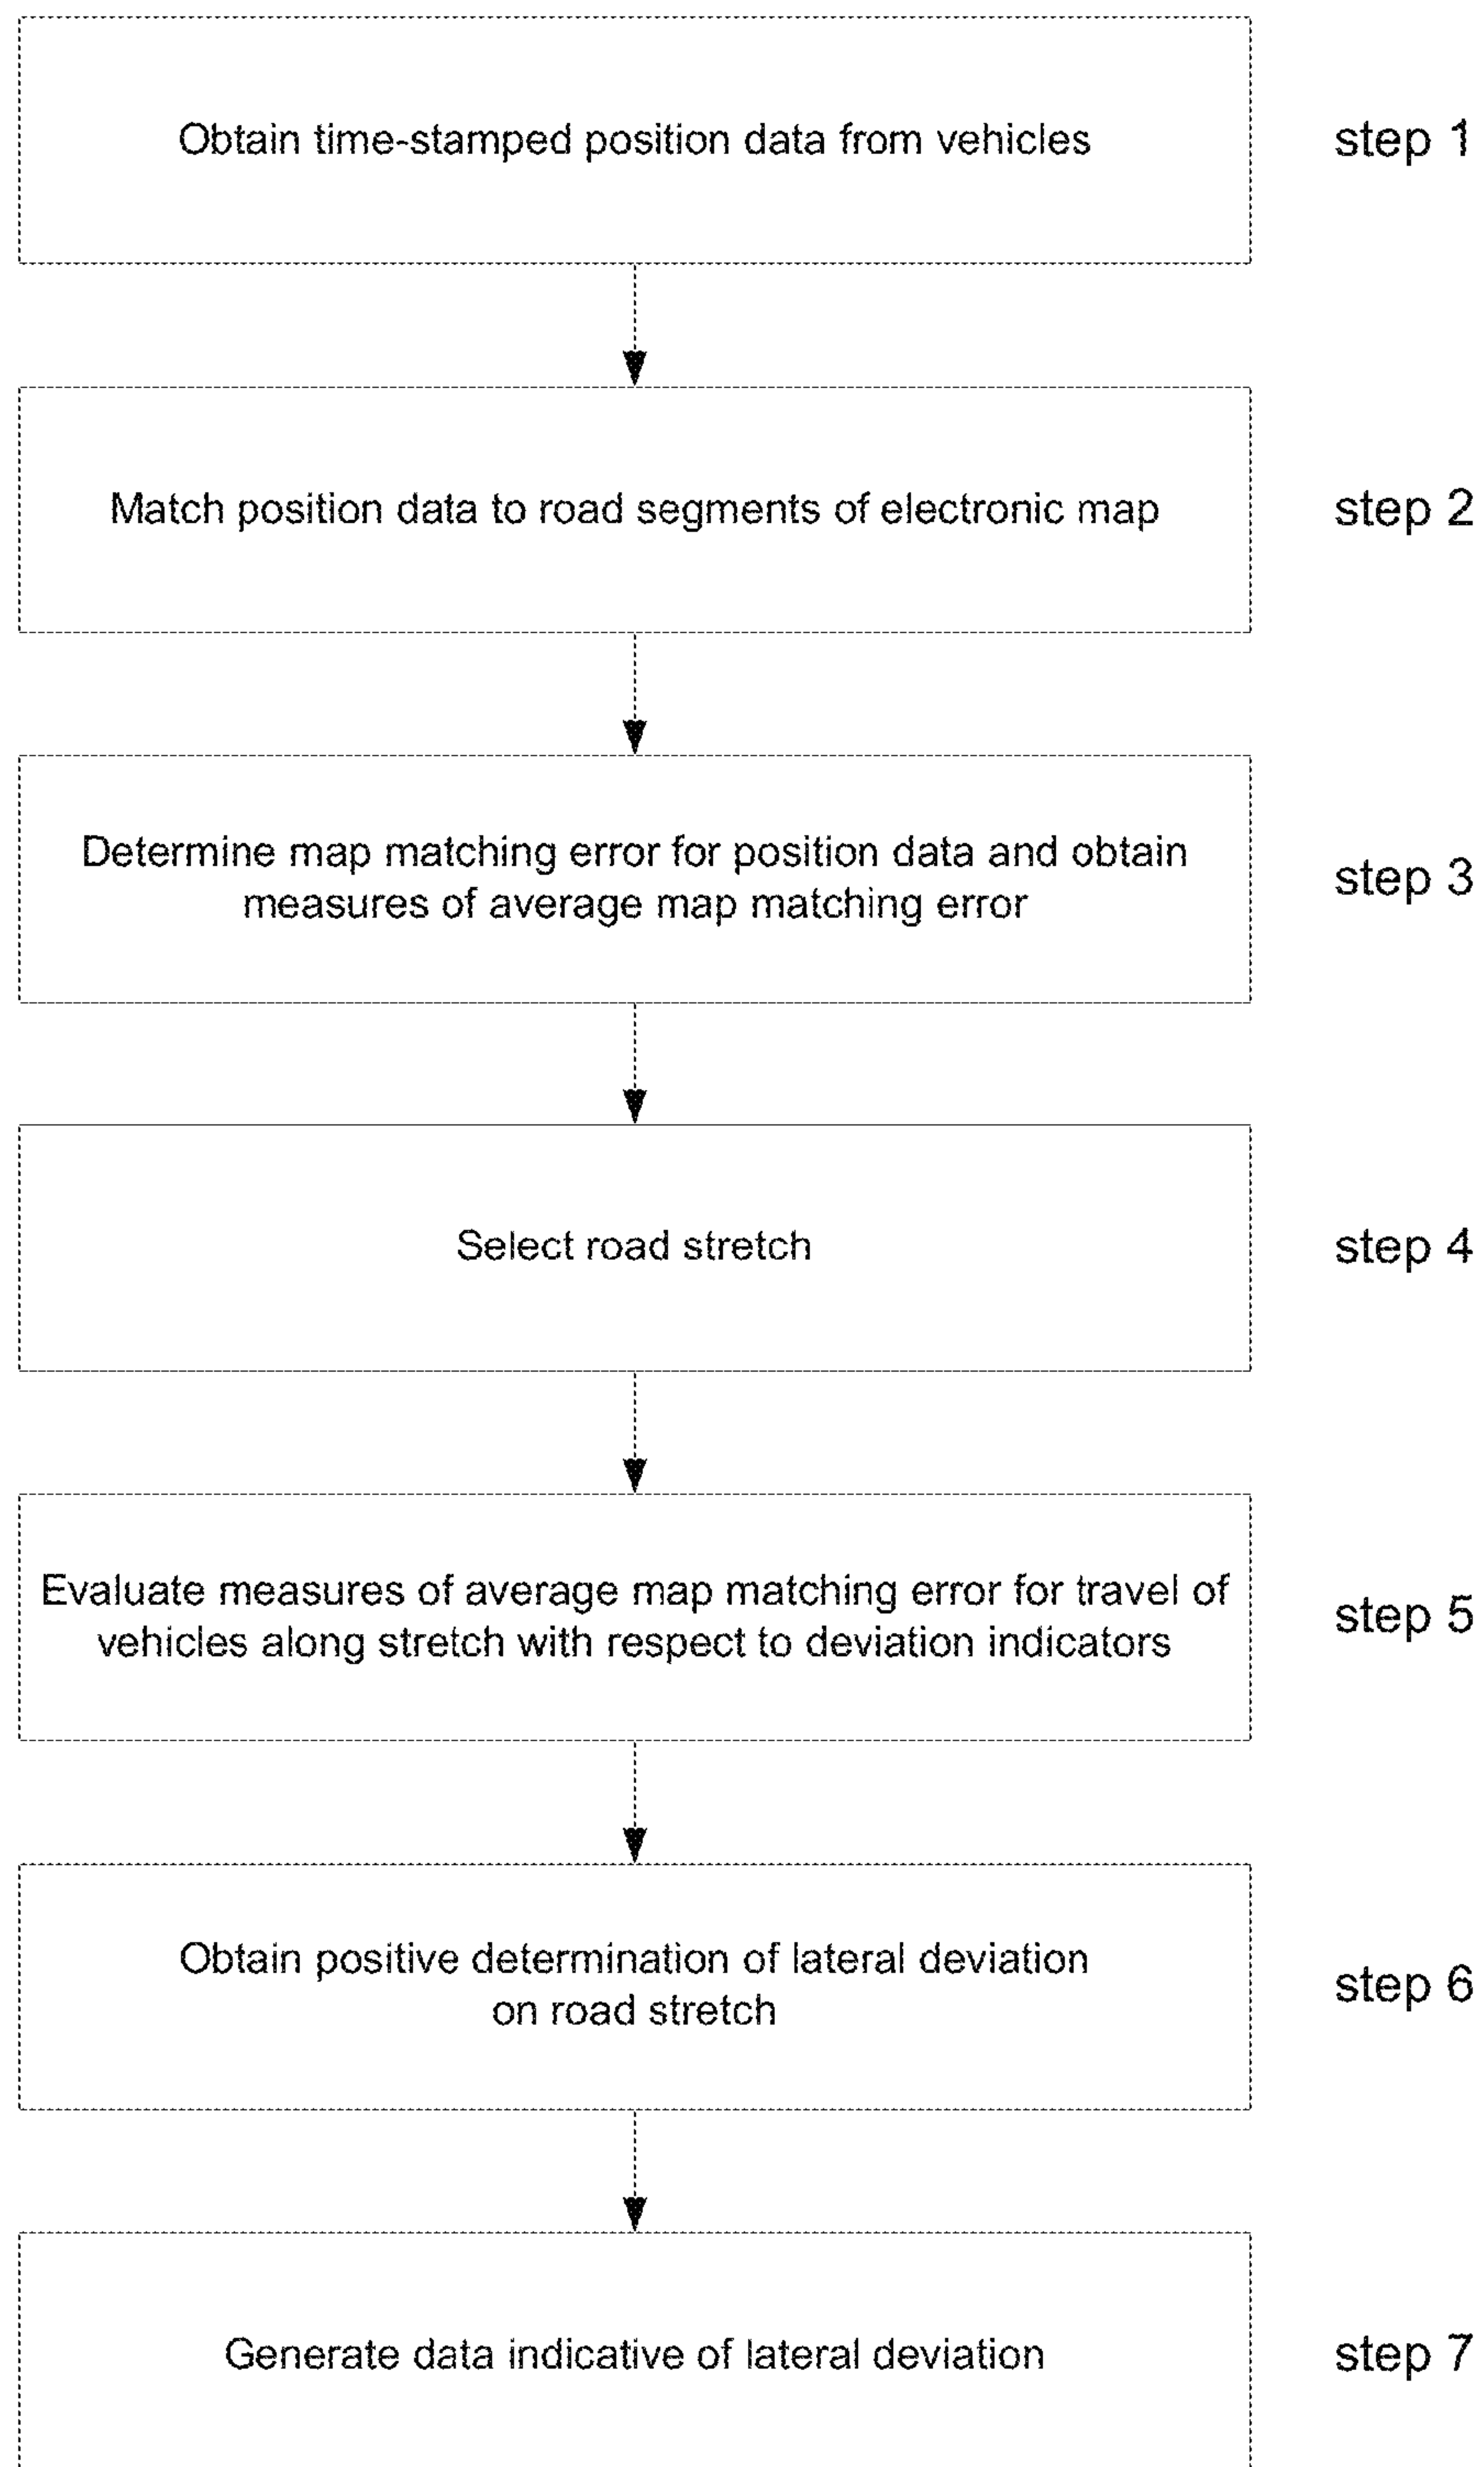 Obtain time-stamped position data from vehicles
step 1
Match position data to road segments of electronic map
step 2
Determine map matching error for position data and obtain
measures of average map matching error
step 3
Select road stretch
step 4
Evaluate measures of average map matching error for travel of
vehicles along stretch with respect to deviation indicators
step 5
Obtain positive determination of lateral deviation
on road stretch
step 6
Generate data indicative of lateral deviation
step 7